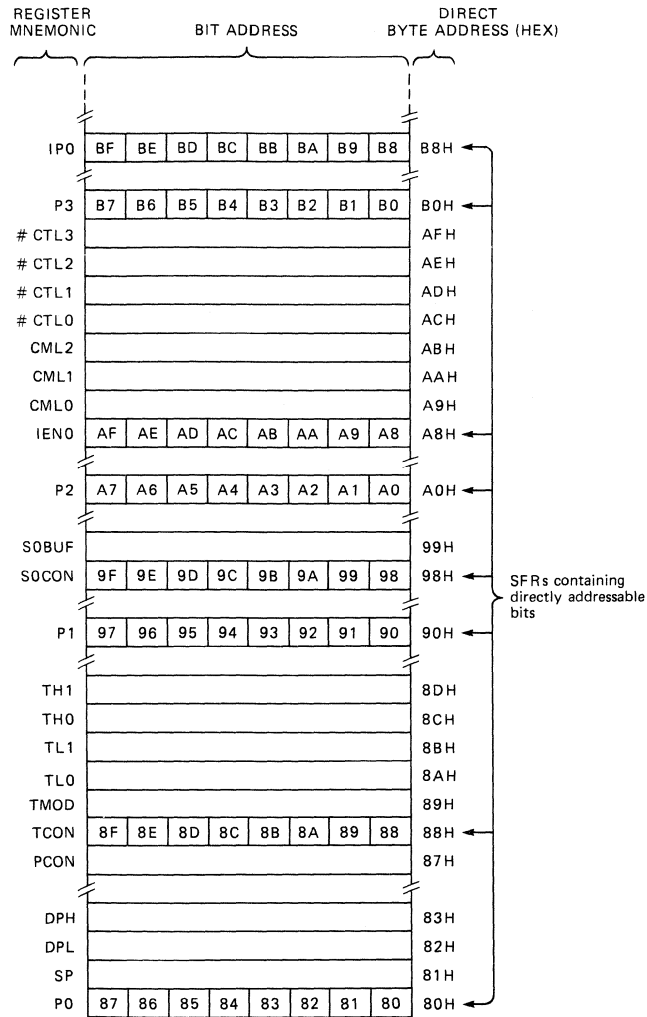 REGISTER MNEMONIC BIT ADDRESS DIRECT BYTE ADDRESS (HEX)
IP0 BF BE BD BC BB BA B9 B8 B8H
P3 B7 B6 B5 B4 B3 B2 B1 B0 B0H
# CTL3 AFH
# CTL2 AEH
# CTL1 ADH
# CTL0 ACH
CML2 ABH
CML1 AAH
CML0 A9H
IEN0 AF AE AD AC AB AA A9 A8 A8H
P2 A7 A6 A5 A4 A3 A2 A1 A0 A0H
S0BUF 99H
S0CON 9F 9E 9D 9C 9B 9A 99 98 98H
SFRs containing
directly addressable
bits
P1 97 96 95 94 93 92 91 90 90H
TH1 8DH
TH0 8CH
TL1 8BH
TL0 8AH
TMOD 89H
TCON 8F 8E 8D 8C 8B 8A 89 88 88H
PCON 87H
DPH 83H
DPL 82H
SP 81H
P0 87 86 85 84 83 82 81 80 80H